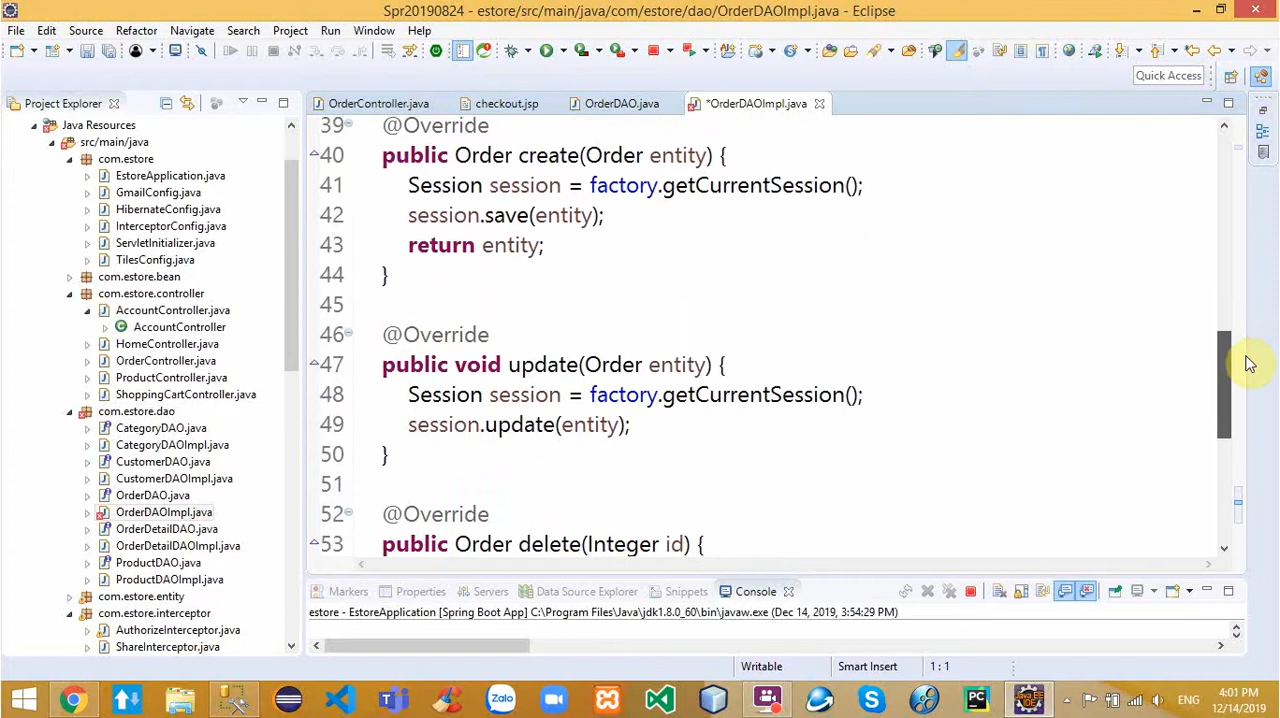 Spr20190824 - estore/src/main/java/com/estore/dao/OrderDAOImpl.java - Eclipse
File Edit Source Refactor Navigate Search Project Run Window Help
Quick Access
Project Explorer
OrderController.java checkout.jsp OrderDAO.java *OrderDAOImpl.java
Java Resources
src/main/java
com.estore
EstoreApplication.java
GmailConfig.java
HibernateConfig.java
InterceptorConfig.java
ServletInitializer.java
TilesConfig.java
com.estore.bean
com.estore.controller
AccountController.java
AccountController
HomeController.java
OrderController.java
ProductController.java
ShoppingCartController.java
com.estore.dao
CategoryDAO.java
CategoryDAOImpl.java
CustomerDAO.java
CustomerDAOImpl.java
OrderDAO.java
OrderDAOImpl.java
OrderDetailDAO.java
OrderDetailDAOImpl.java
ProductDAO.java
ProductDAOImpl.java
com.estore.entity
com.estore.interceptor
AuthorizeInterceptor.java
ShareInterceptor.java
39 @Override
40 public Order create(Order entity) {
41 Session session = factory.getCurrentSession();
42 session.save(entity);
43 return entity;
44 }
45
46 @Override
47 public void update(Order entity) {
48 Session session = factory.getCurrentSession();
49 session.update(entity);
50 }
51
52 @Override
53 public Order delete(Integer id) {
Markers Properties Servers Data Source Explorer Snippets Console
estore - EstoreApplication [Spring Boot App] C:\Program Files\Java\jdk1.8.0_60\bin\javaw.exe (Dec 14, 2019, 3:54:29 PM)
Writable Smart Insert 1 : 1
Zalo
PC
ENG
4:01 PM
12/14/2019